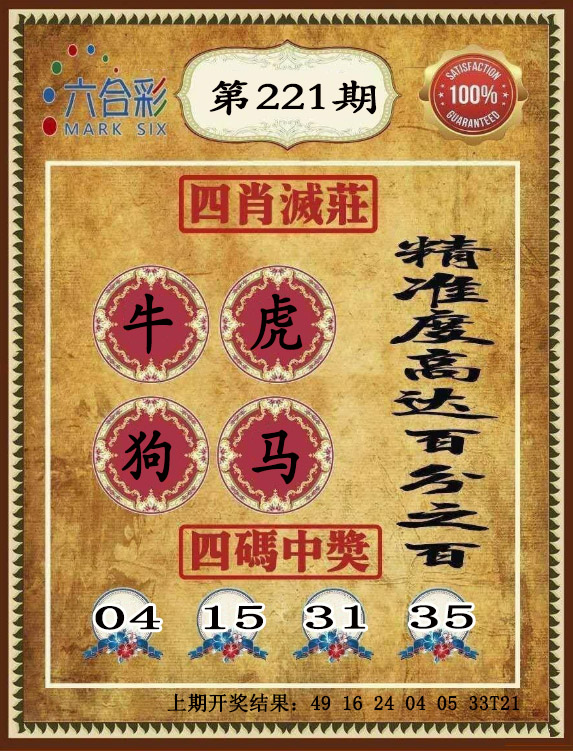 六合彩
MARK SIX
第221期
SATISFACTION
100%
GUARANTEED
四肖滅莊
牛 虎
狗 马
精准度高达百分之百
四碼中獎
04 15 31 35
上期开奖结果：49 16 24 04 05 33T21